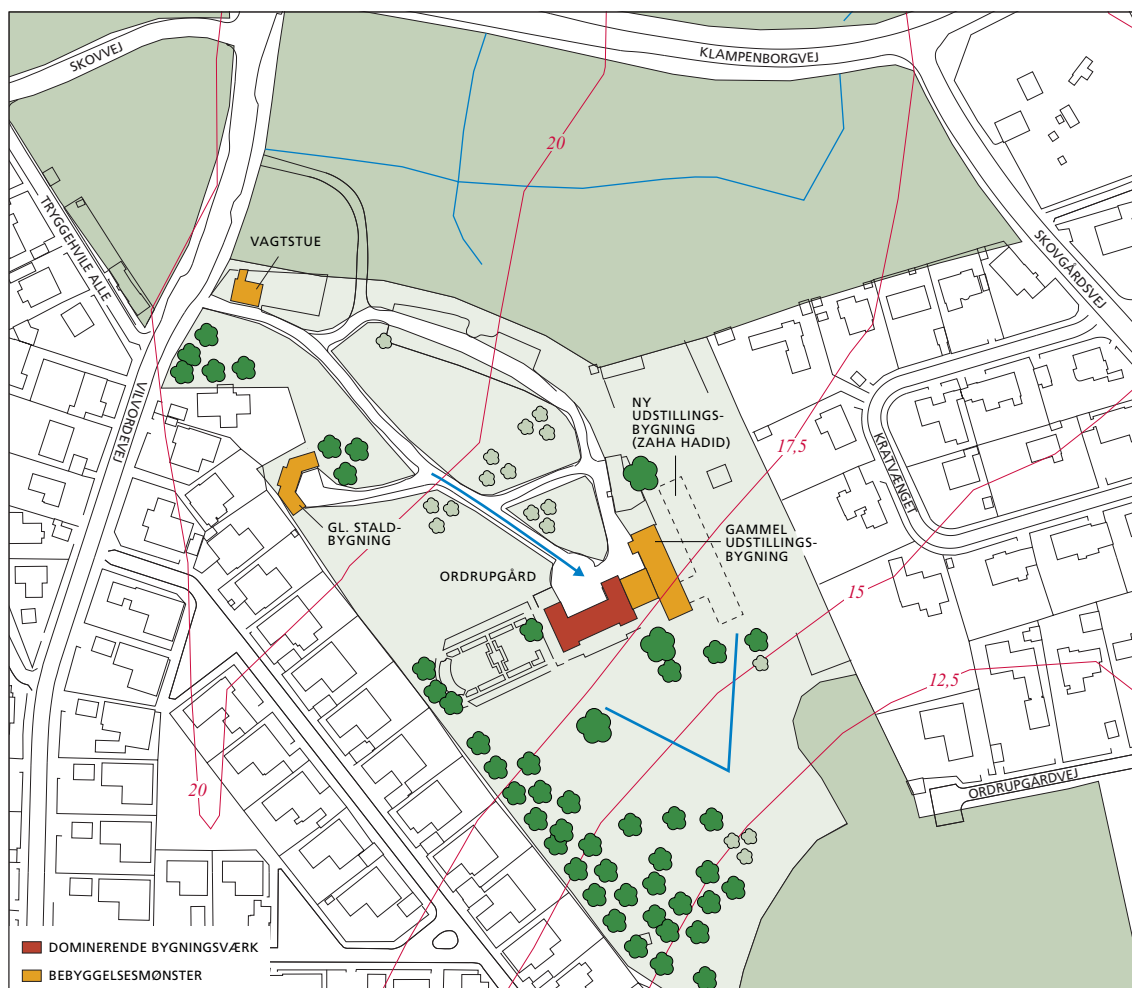 SKOVVEJ
KLAMPENBORGVEJ
20
TRYGGEHVILE ALLE
VAGTSTUE
SKOVGÅRDSVEJ
VILVORDEVEJ
NY
UDSTILLINGS-
BYGNING
(ZAHA HADID)
17,5
KRATVÆNGET
GL. STALD-
BYGNING
GAMMEL
UDSTILLINGS-
BYGNING
ORDRUPGÅRD
15
12,5
20
ORDRUPGÅRDVEJ
DOMINERENDE BYGNINGSVÆRK
BEBYGGELSESMØNSTER